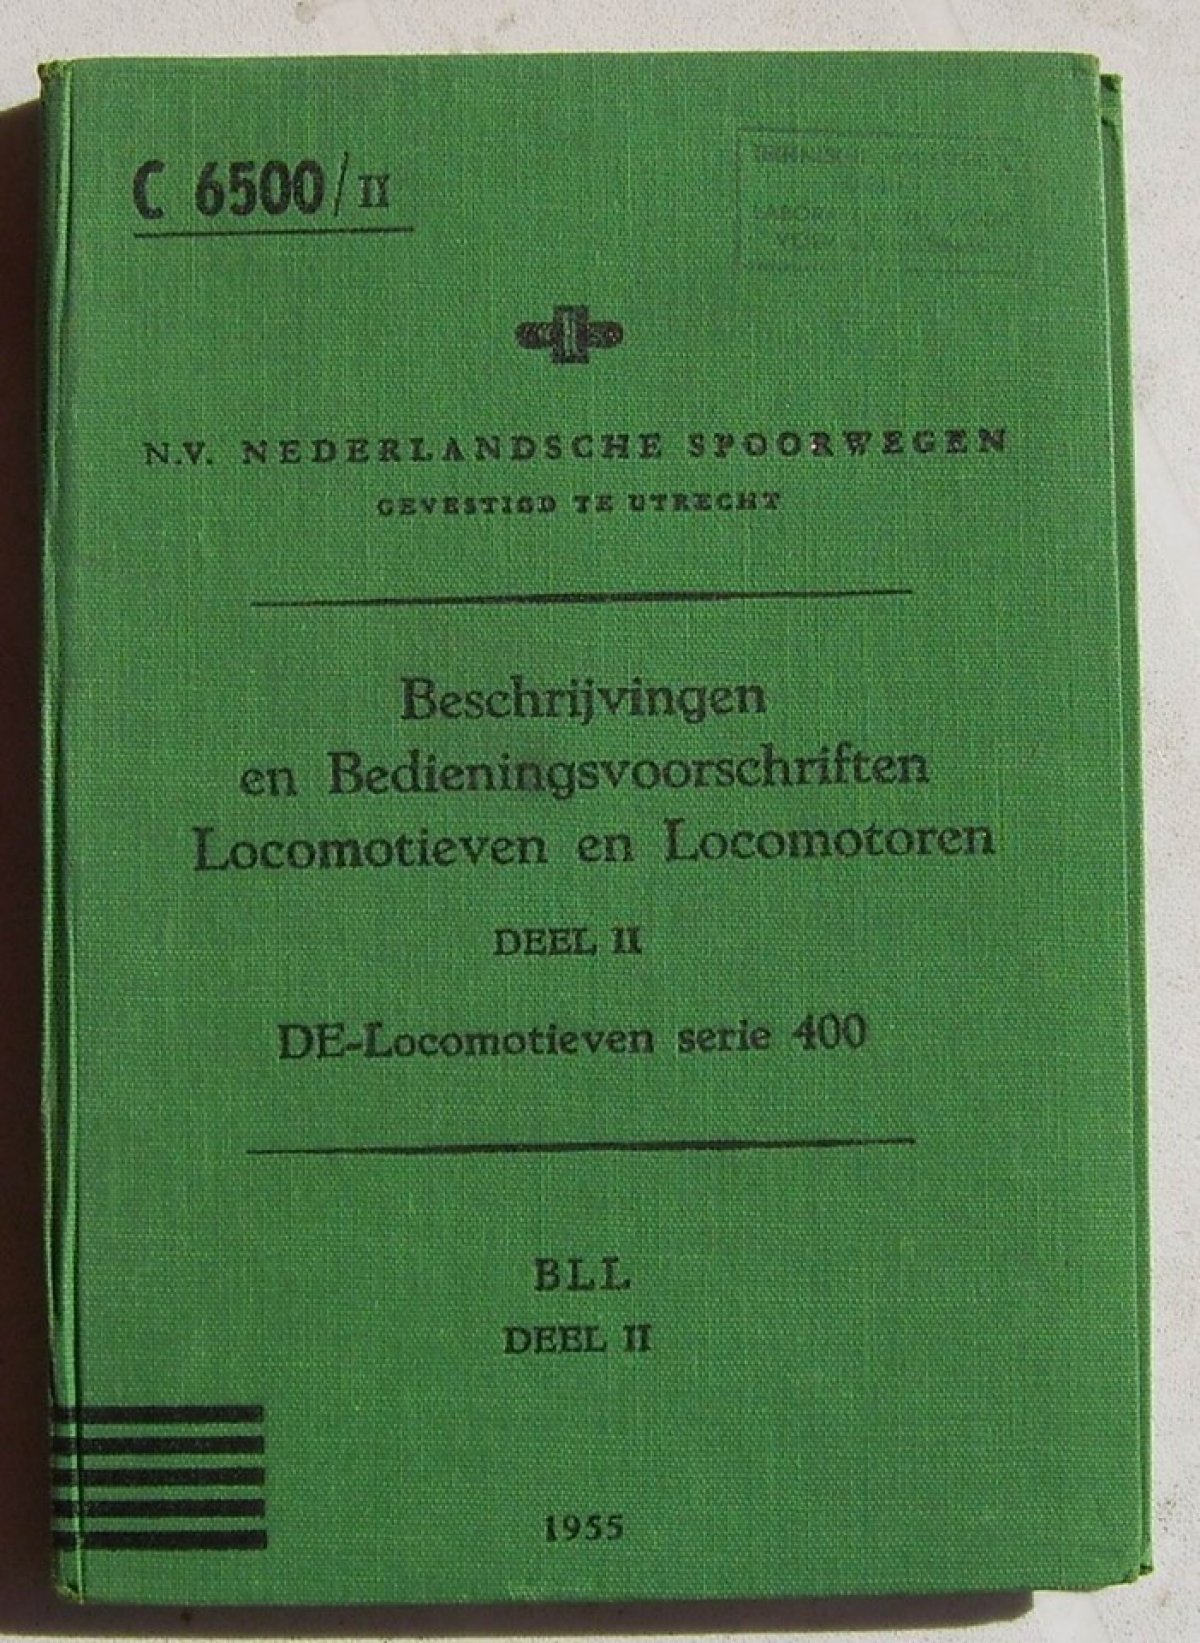 C 6500/II
N.V. NEDERLANDSCHE SPOORWEGEN
GEVESTIGD TE UTRECHT
Beschrijvingen
en Bedieningsvoorschriften
Locomotieven en Locomotoren
DEEL II
DE-Locomotieven serie 400
BLL
DEEL II
1955